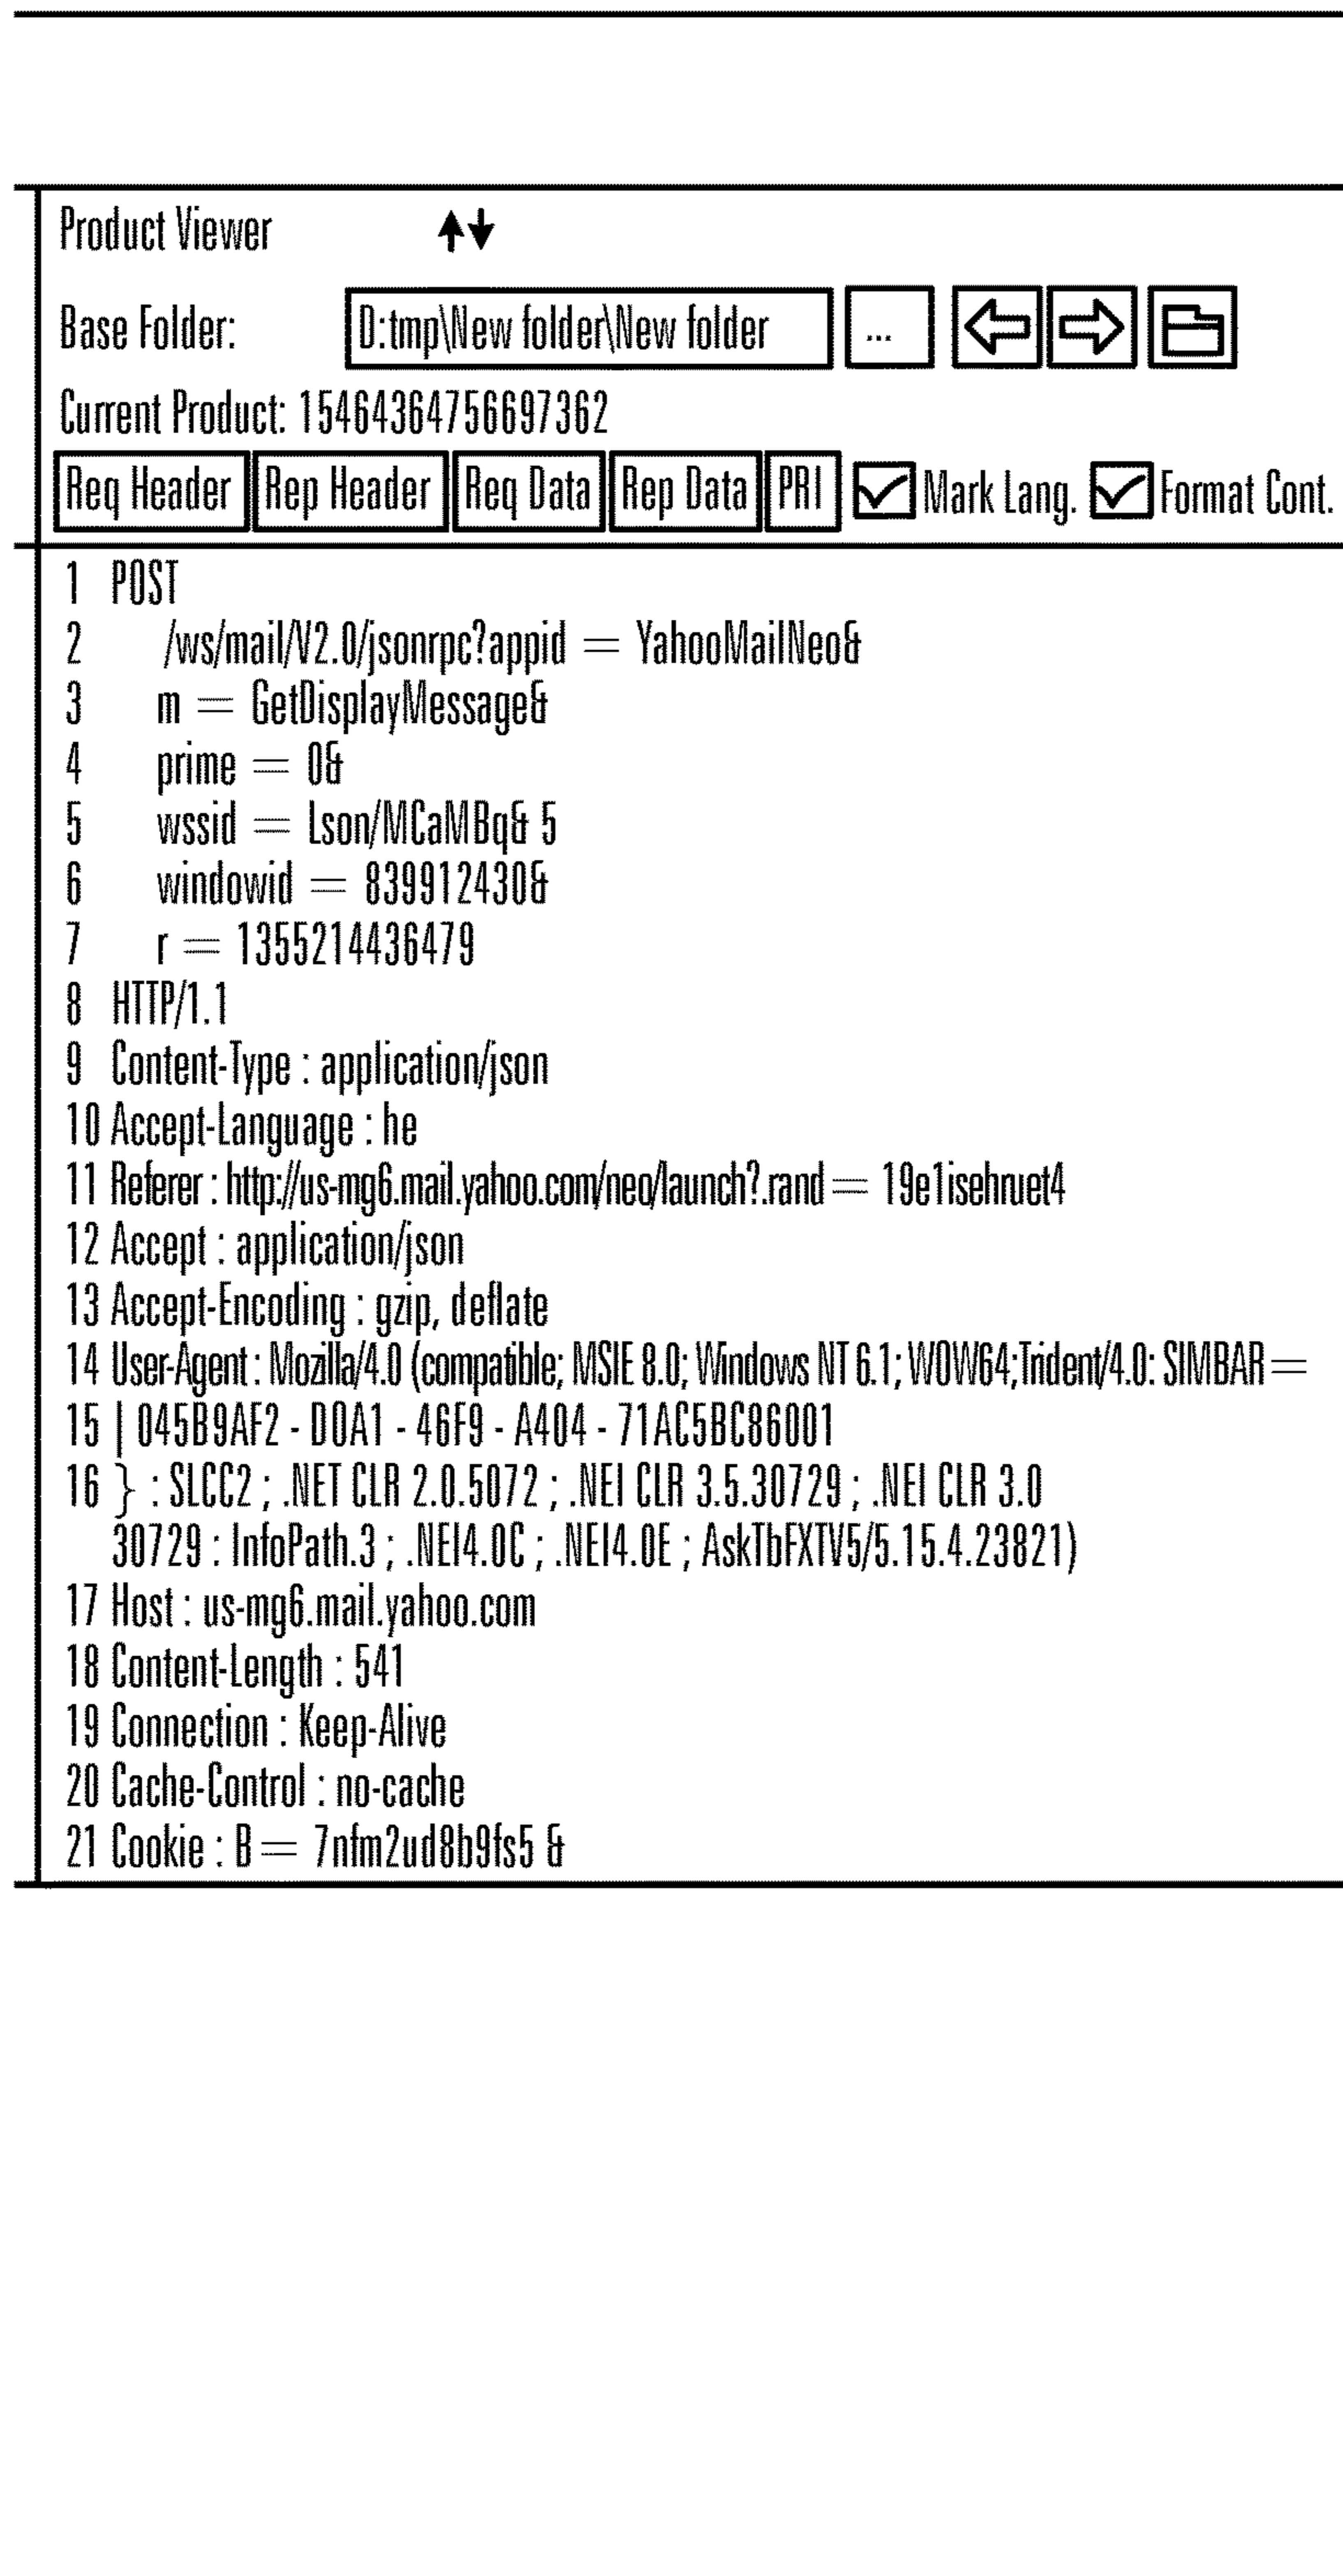 Product Viewer
Base Folder: D:tmp\New folder\New folder ...
Current Product: 15464364756697362
Req Header Rep Header Req Data Rep Data PRI Mark Lang. Format Cont.
1 POST
2 /ws/mail/V2.0/jsonrpc?appid = YahooMailNeo&
3 m = GetDisplayMessage&
4 prime = 0&
5 wssid = Lson/MCaMBq& 5
6 windowid = 839912430&
7 r = 1355214436479
8 HTTP/1.1
9 Content-Type : application/json
10 Accept-Language : he
11 Referer : http://us-mg6.mail.yahoo.com/neo/launch?.rand = 19e1isehruet4
12 Accept : application/json
13 Accept-Encoding : gzip, deflate
14 User-Agent : Mozilla/4.0 (compatible; MSIE 8.0; Windows NT 6.1; WOW64;Trident/4.0: SIMBAR =
15 | 045B9AF2 - D0A1 - 46F9 - A404 - 71AC5BC86001
16 } : SLCC2 ; .NET CLR 2.0.5072 ; .NEI CLR 3.5.30729 ; .NEI CLR 3.0
30729 : InfoPath.3 ; .NEI4.0C ; .NEI4.0E ; AskTbFXTV5/5.15.4.23821)
17 Host : us-mg6.mail.yahoo.com
18 Content-Length : 541
19 Connection : Keep-Alive
20 Cache-Control : no-cache
21 Cookie : B = 7nfm2ud8b9fs5 &